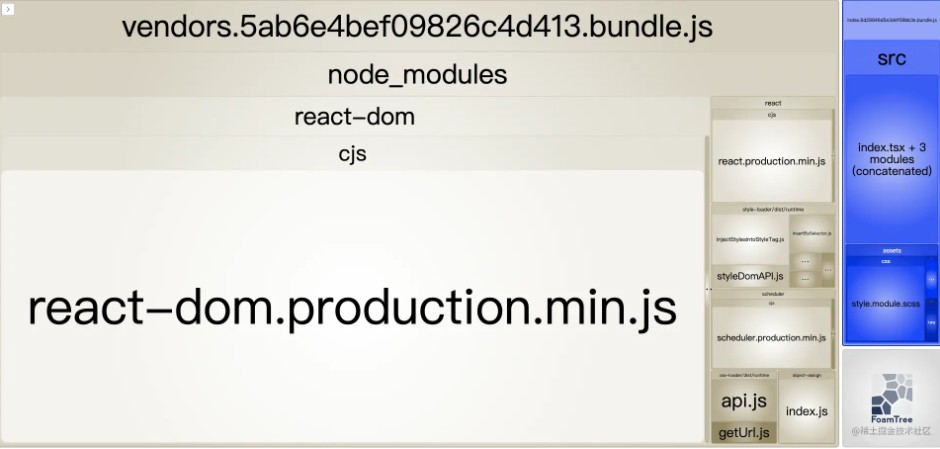 vendors.5ab6e4bef09826c4d413.bundle.js
node_modules
react-dom
cjs
react-dom.production.min.js
react
cjs
react.production.min.js
style-loader/dist/runtime
injectStylesIntoStyleTag.js
insertBySelector.js
styleDomAPI.js
...
...
...
scheduler
cjs
scheduler.production.min.js
css-loader/dist/runtime
api.js
getUrl.js
object-assign
index.js
src
index.tsx + 3
modules
(concatenated)
assets
css
style.module.scss
...
FoamTree
@稀土掘金技术社区